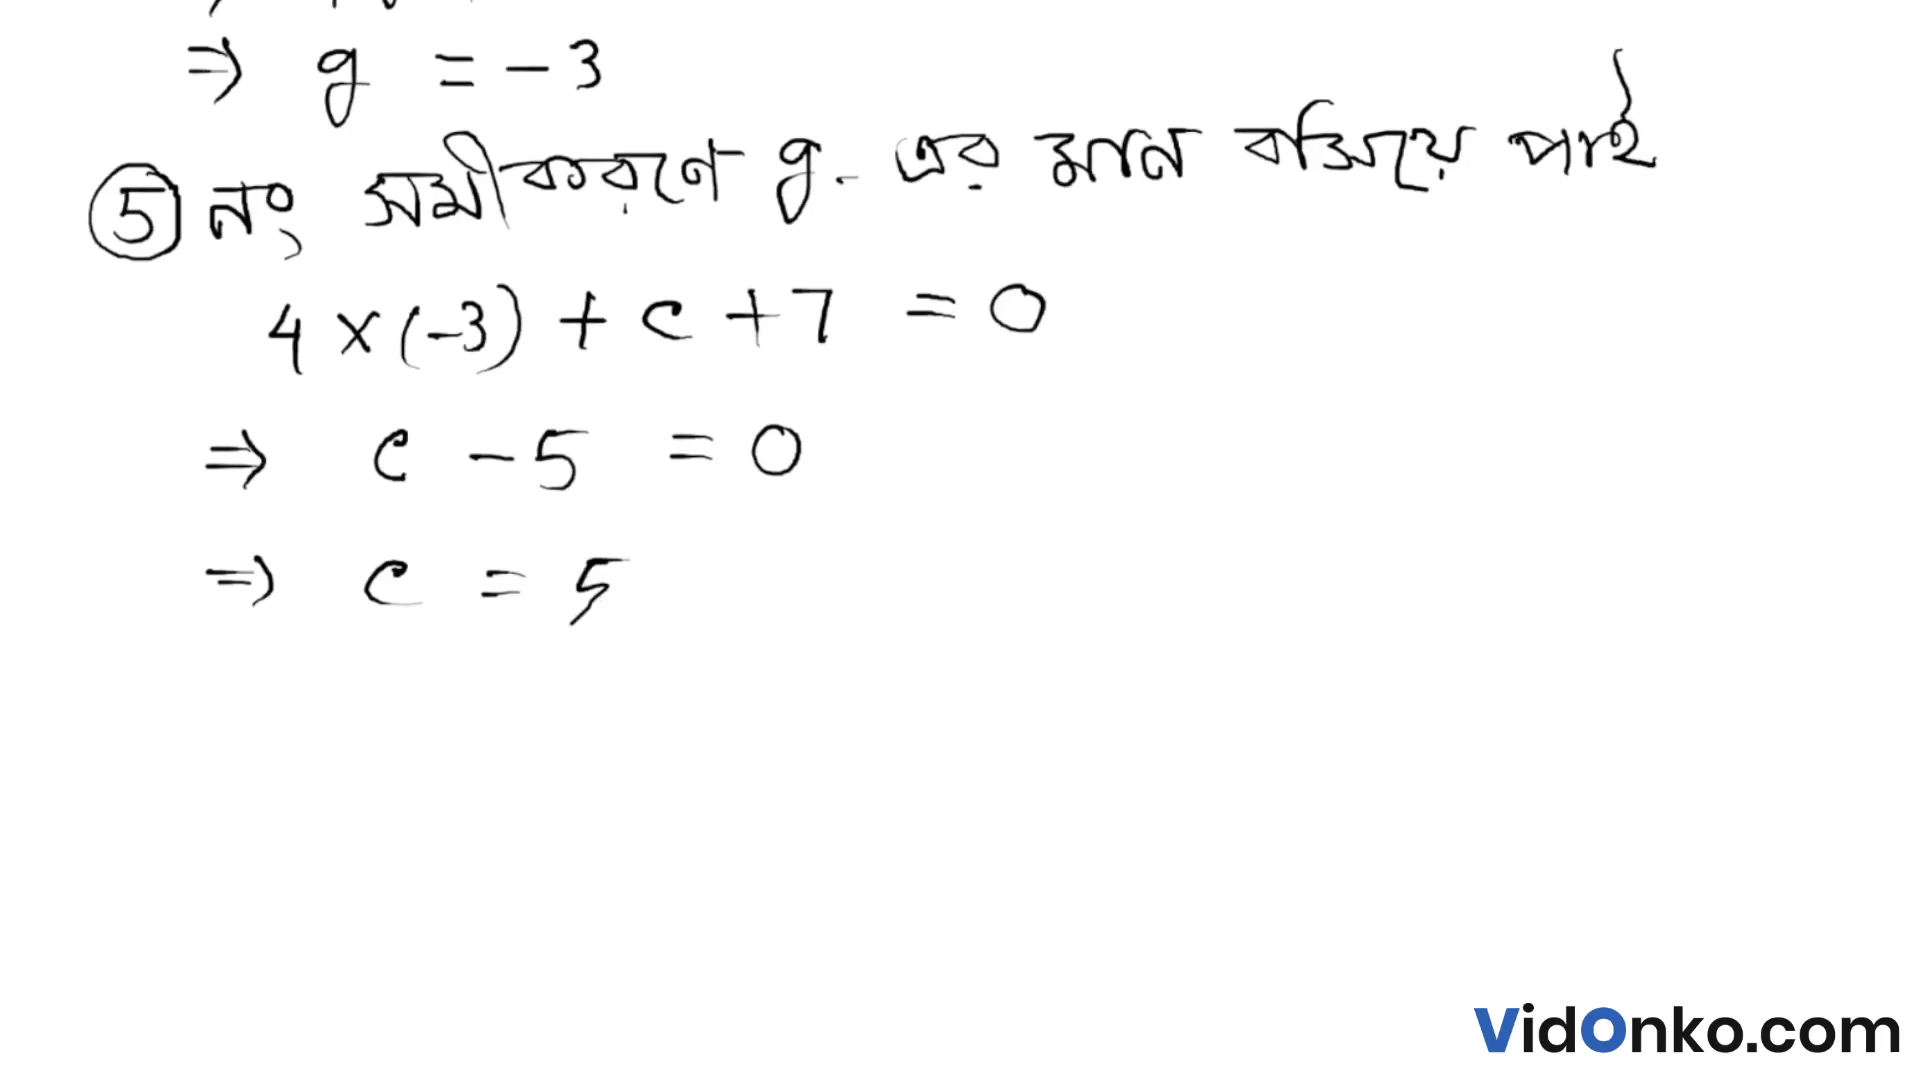 ⇒ g = - 3
⑤ নং সমীকরণে g এর মান বসিয়ে পাই
4 × (-3) + c + 7 = 0
⇒ c - 5 = 0
⇒ c = 5
VidOnko.com